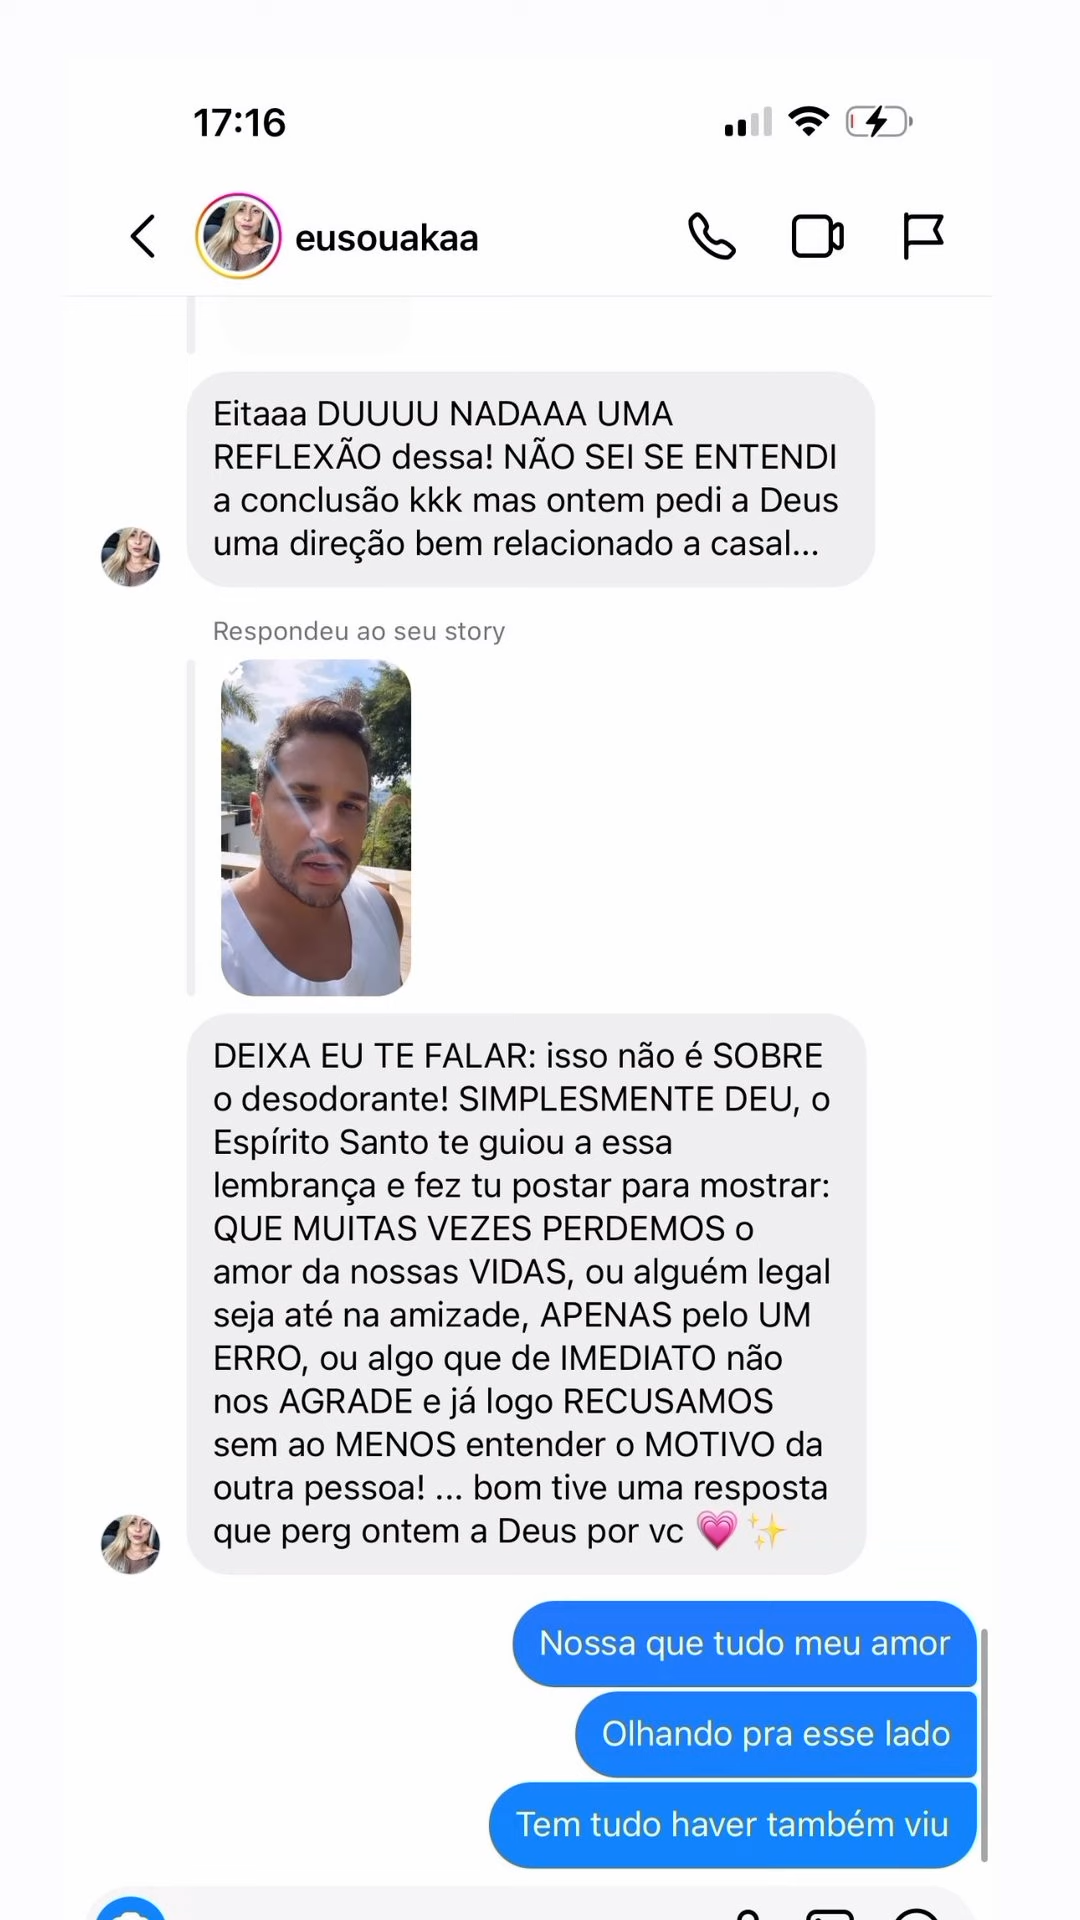 17:16
eusouakaa
Eitaaa DUUUU NADAAA UMA
REFLEXÃO dessa! NÃO SEI SE ENTENDI
a conclusão kkk mas ontem pedi a Deus
uma direção bem relacionado a casal...
Respondeu ao seu story
DEIXA EU TE FALAR: isso não é SOBRE
o desodorante! SIMPLESMENTE DEU, o
Espírito Santo te guiou a essa
lembrança e fez tu postar para mostrar:
QUE MUITAS VEZES PERDEMOS o
amor da nossas VIDAS, ou alguém legal
seja até na amizade, APENAS pelo UM
ERRO, ou algo que de IMEDIATO não
nos AGRADE e já logo RECUSAMOS
sem ao MENOS entender o MOTIVO da
outra pessoa! ... bom tive uma resposta
que perg ontem a Deus por vc 💗 ✨
Nossa que tudo meu amor
Olhando pra esse lado
Tem tudo haver também viu